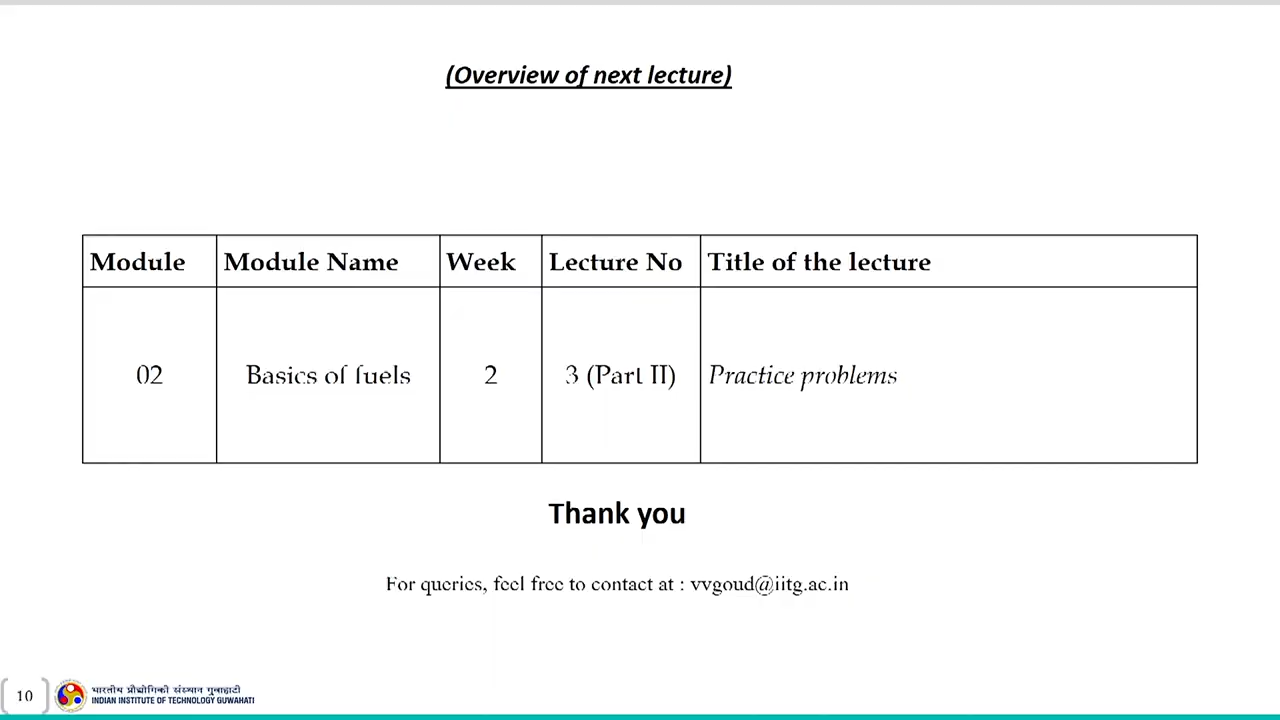 (Overview of next lecture)
Module Module Name Week Lecture No Title of the lecture
02 Basics of fuels 2 3 (Part II) Practice problems
Thank you
For queries, feel free to contact at : vvgoud@iitg.ac.in
10
भारतीय प्रौद्योगिकी संस्थान गुवाहाटी
INDIAN INSTITUTE OF TECHNOLOGY GUWAHATI